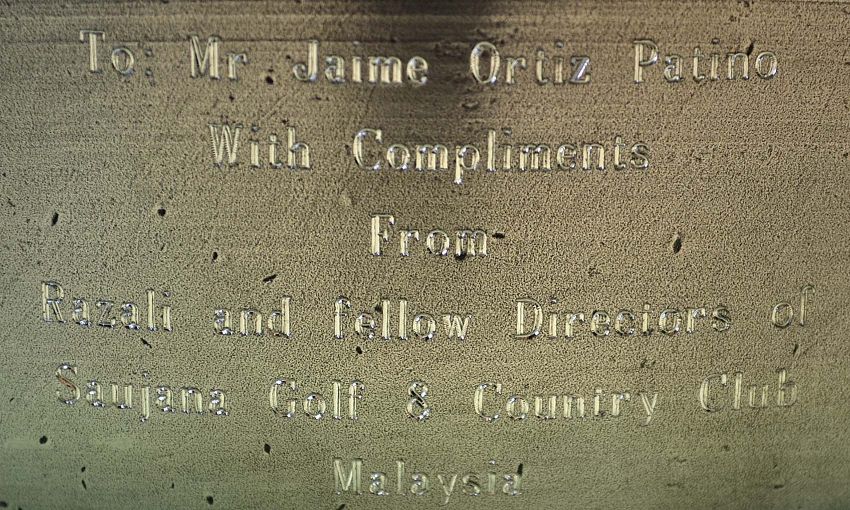 To: Mr Jaime Ortiz Patino
With Compliments
From
Razali and fellow Directors of
Saujana Golf & Country Club
Malaysia